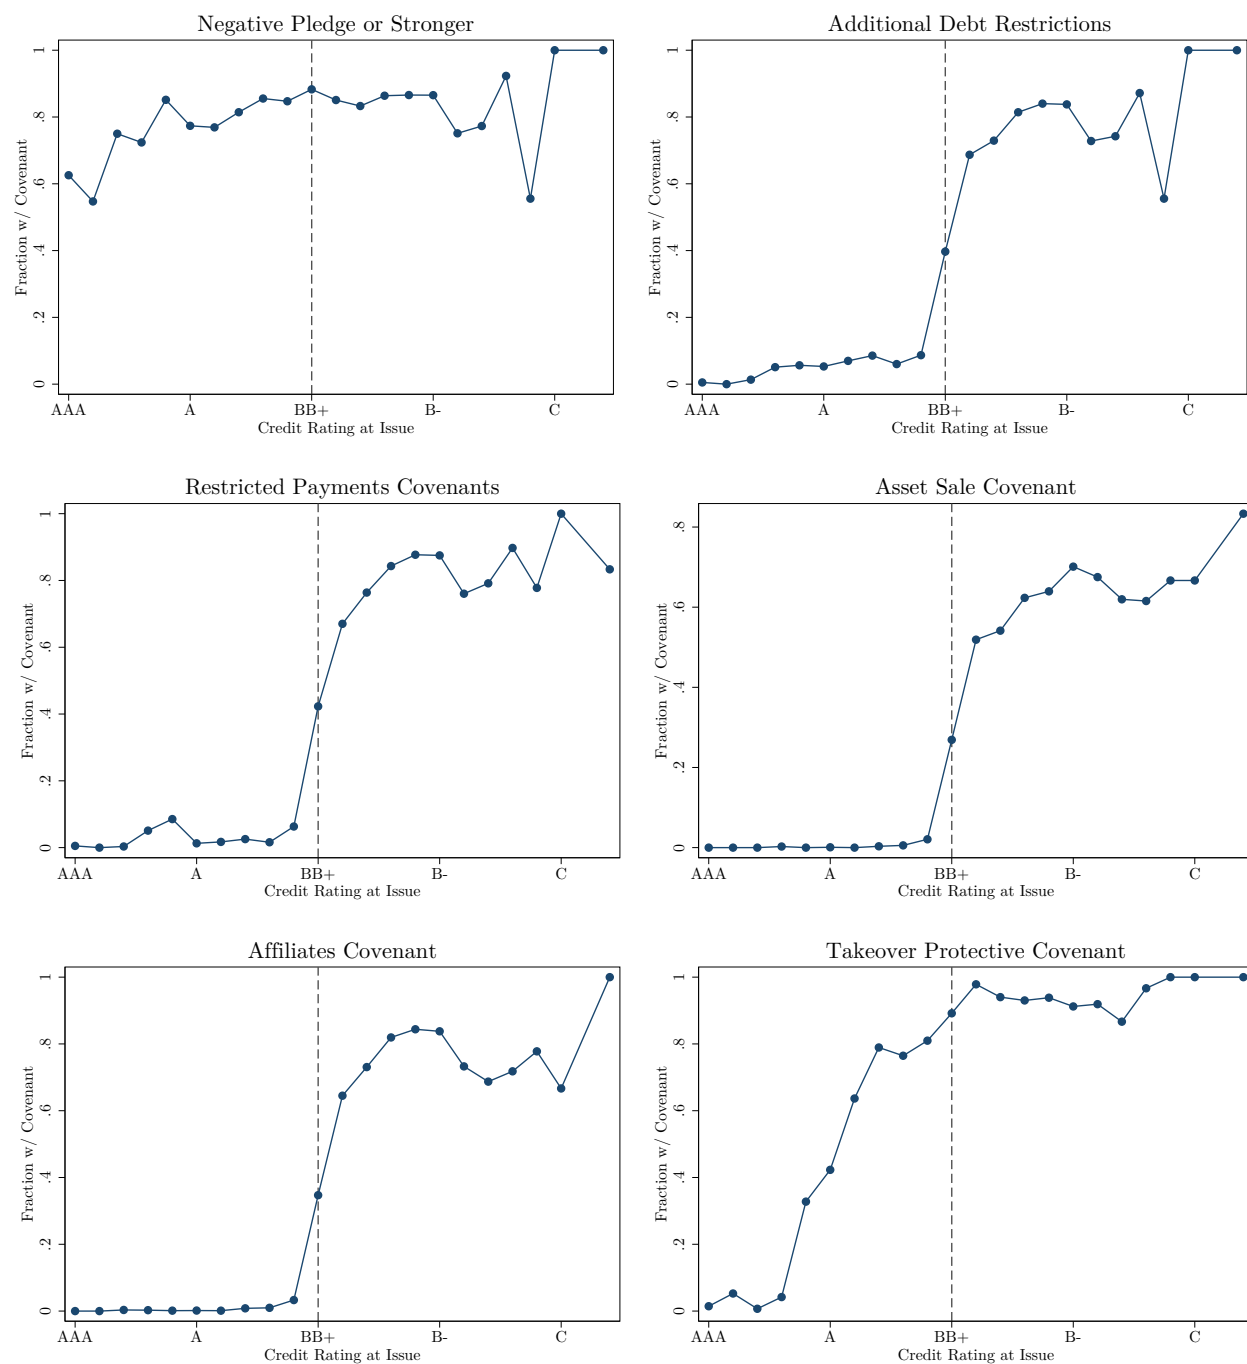 Negative Pledge or Stronger
Fraction w/ Covenant
1
.8
.6
.4
.2
0
AAA A BB+ B- C
Credit Rating at Issue
Additional Debt Restrictions
Fraction w/ Covenant
1
.8
.6
.4
.2
0
AAA A BB+ B- C
Credit Rating at Issue
Restricted Payments Covenants
Fraction w/ Covenant
1
.8
.6
.4
.2
0
AAA A BB+ B- C
Credit Rating at Issue
Asset Sale Covenant
Fraction w/ Covenant
.8
.6
.4
.2
0
AAA A BB+ B- C
Credit Rating at Issue
Affiliates Covenant
Fraction w/ Covenant
1
.8
.6
.4
.2
0
AAA A BB+ B- C
Credit Rating at Issue
Takeover Protective Covenant
Fraction w/ Covenant
1
.8
.6
.4
.2
0
AAA A BB+ B- C
Credit Rating at Issue